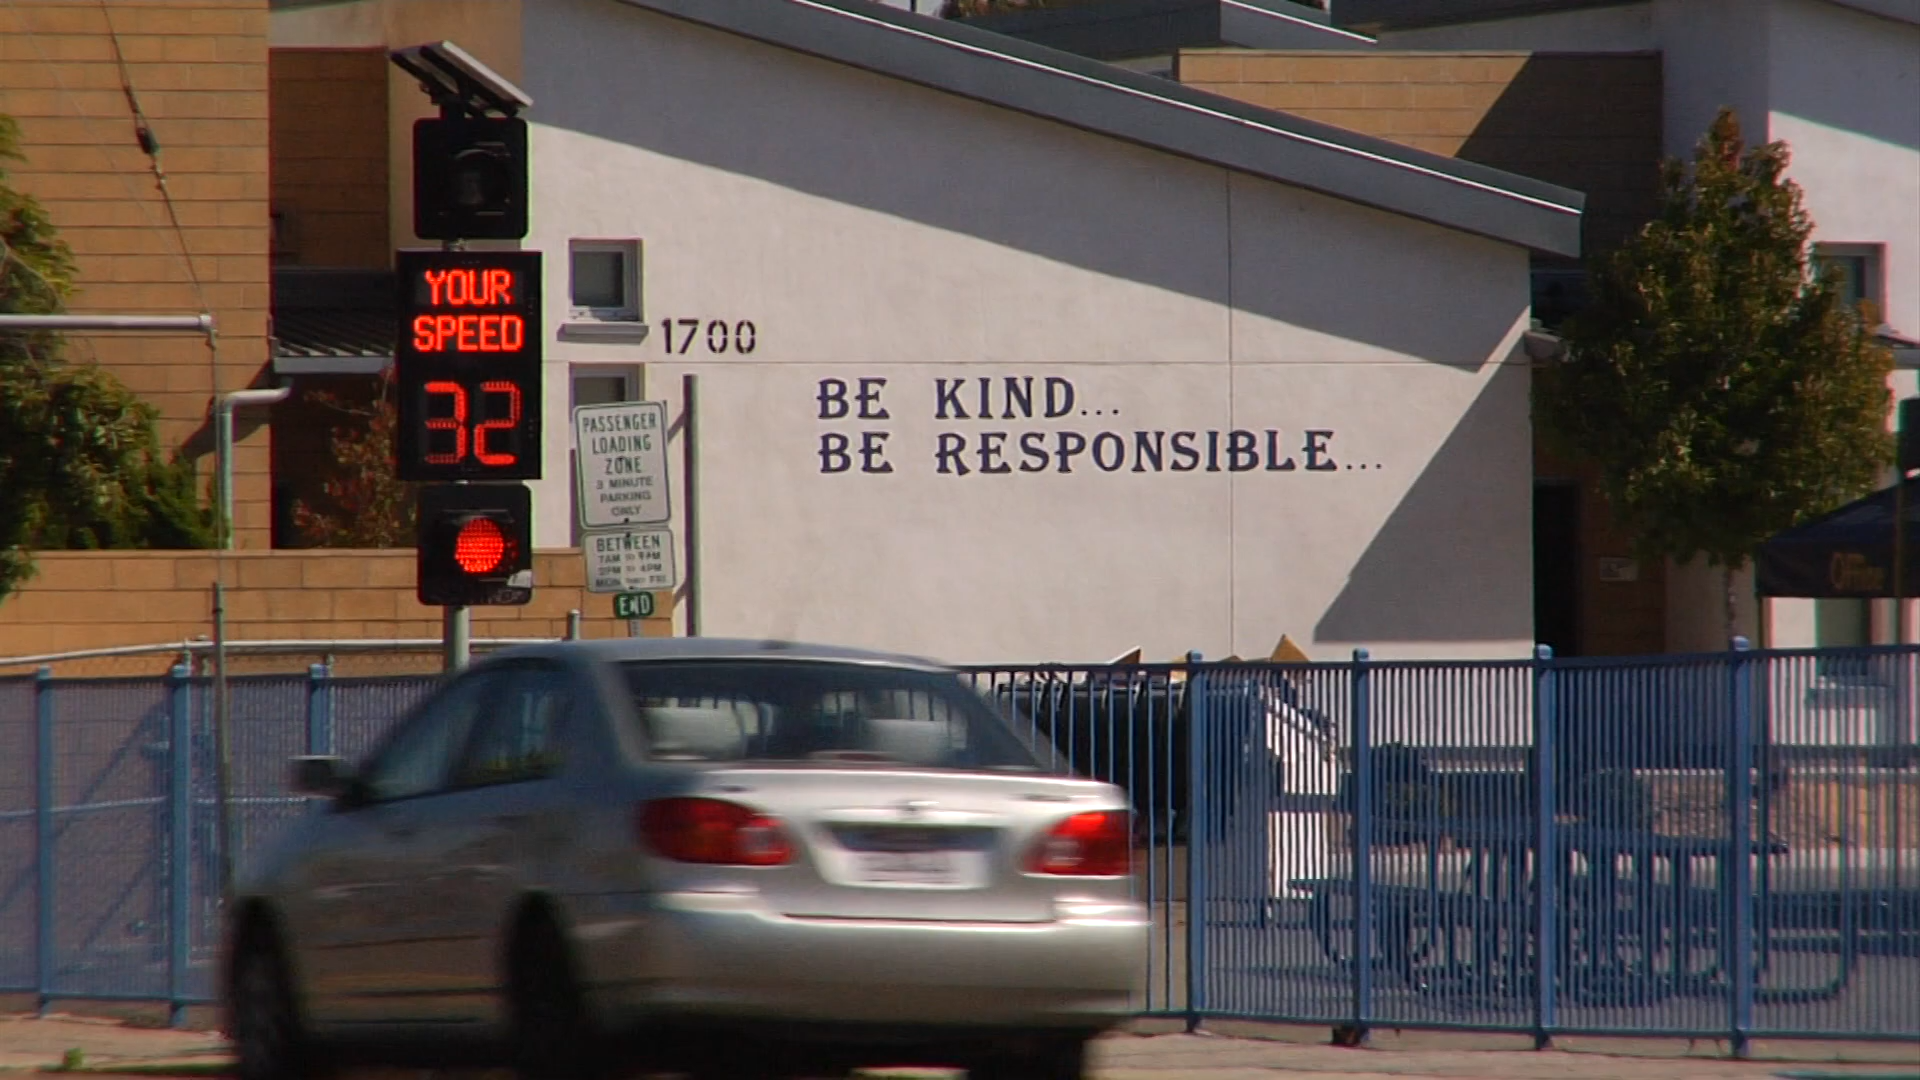 YOUR
SPEED
32
1700
BE KIND...
BE RESPONSIBLE...
PASSENGER
LOADING
ZONE
3 MINUTE
PARKING
ONLY
BETWEEN
END